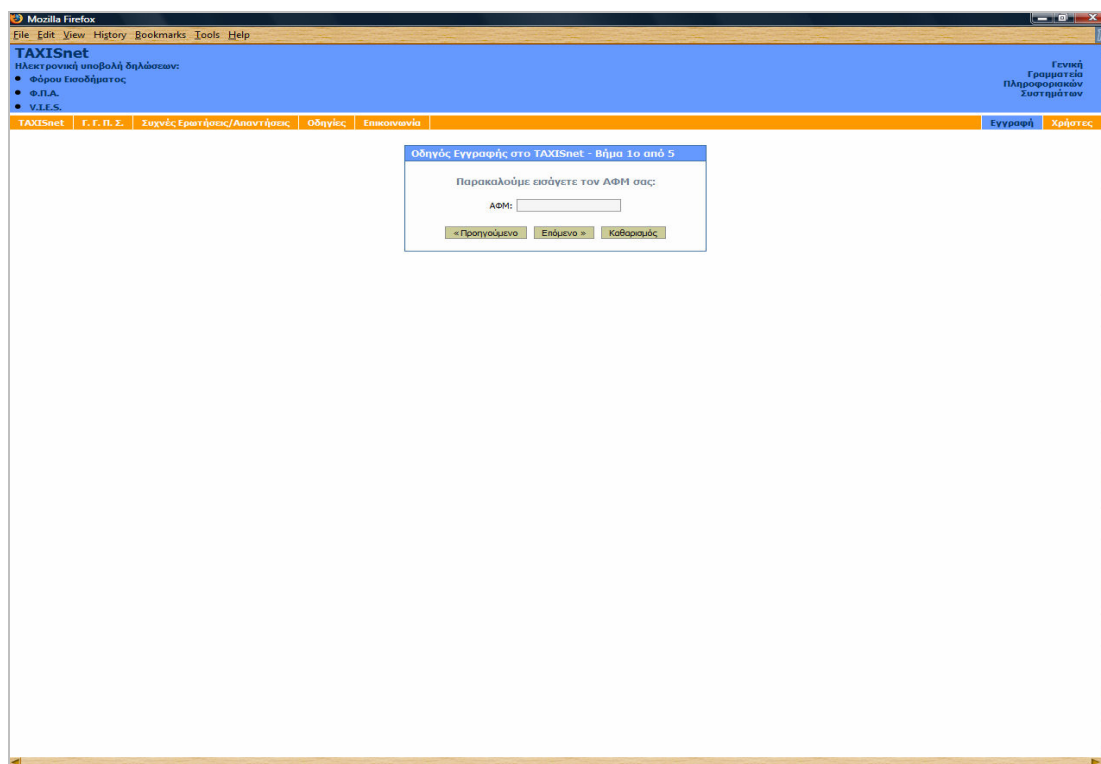 Mozilla Firefox
File Edit View History Bookmarks Tools Help
TAXISnet
Ηλεκτρονική υποβολή δηλώσεων:
• Φόρου Εισοδήματος
• Φ.Π.Α.
• V.I.E.S.
Γενική
Γραμματεία
Πληροφοριακών
Συστημάτων
TAXISnet Γ. Γ. Π. Σ. Συχνές Ερωτήσεις/Απαντήσεις Οδηγίες Επικοινωνία Εγγραφή Χρήστες
Οδηγός Εγγραφής στο TAXISnet - Βήμα 1ο από 5
Παρακαλούμε εισάγετε τον ΑΦΜ σας:
ΑΦΜ:
« Προηγούμενο Επόμενο » Καθαρισμός